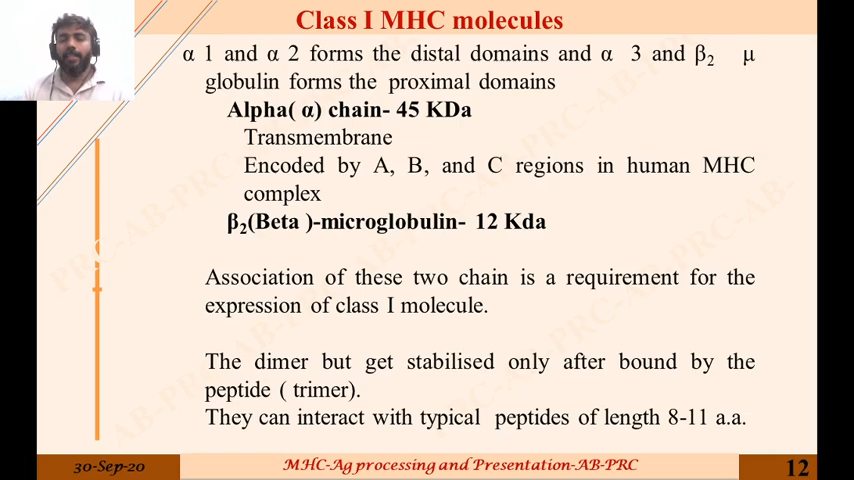 Class I MHC molecules
α 1 and α 2 forms the distal domains and α 3 and β2 μ
globulin forms the proximal domains
Alpha( α) chain- 45 KDa
Transmembrane
Encoded by A, B, and C regions in human MHC
complex
β2(Beta )-microglobulin- 12 Kda
Association of these two chain is a requirement for the
expression of class I molecule.
The dimer but get stabilised only after bound by the
peptide ( trimer).
They can interact with typical peptides of length 8-11 a.a.
30-Sep-20
MHC-Ag processing and Presentation-AB-PRC
12